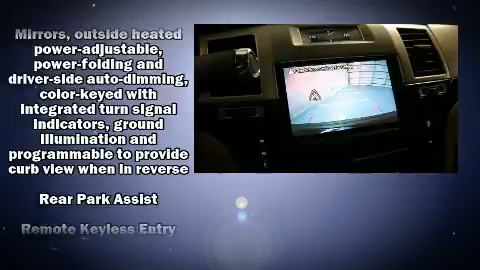 Mirrors, outside heated
power-adjustable,
power-folding and
driver-side auto-dimming,
color-keyed with
integrated turn signal
indicators, ground
illumination and
programmable to provide
curb view when in reverse
Rear Park Assist
Remote Keyless Entry